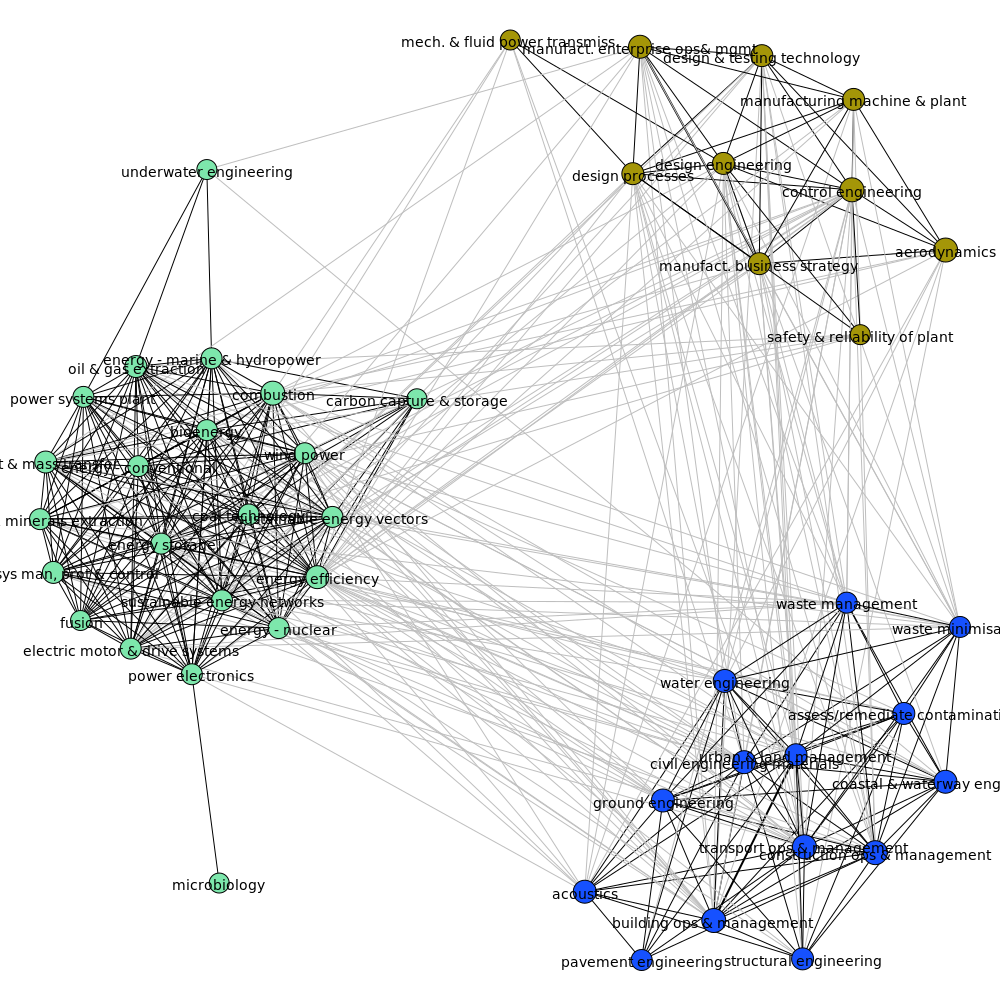 mech. & fluid power transmiss.
manufact. enterprise ops& mgmt
design & testing technology
manufacturing machine & plant
underwater engineering
design engineering
design processes
control engineering
aerodynamics
manufact. business strategy
safety & reliability of plant
energy - marine & hydropower
oil & gas extraction
combustion
power systems plant
carbon capture & storage
bioenergy
wind power
t & mass transfer
energy - conventional
coal technology
sustainable energy vectors
minerals extraction
energy storage
sys man, prot & control
energy efficiency
sustainable energy networks
waste management
fusion
waste minimisa
energy - nuclear
electric motor & drive systems
power electronics
water engineering
assess/remediate contaminati
urban & land management
civil engineering materials
coastal & waterway eng
ground engineering
transport ops & management
construction ops & management
microbiology
acoustics
building ops & management
pavement engineering
structural engineering